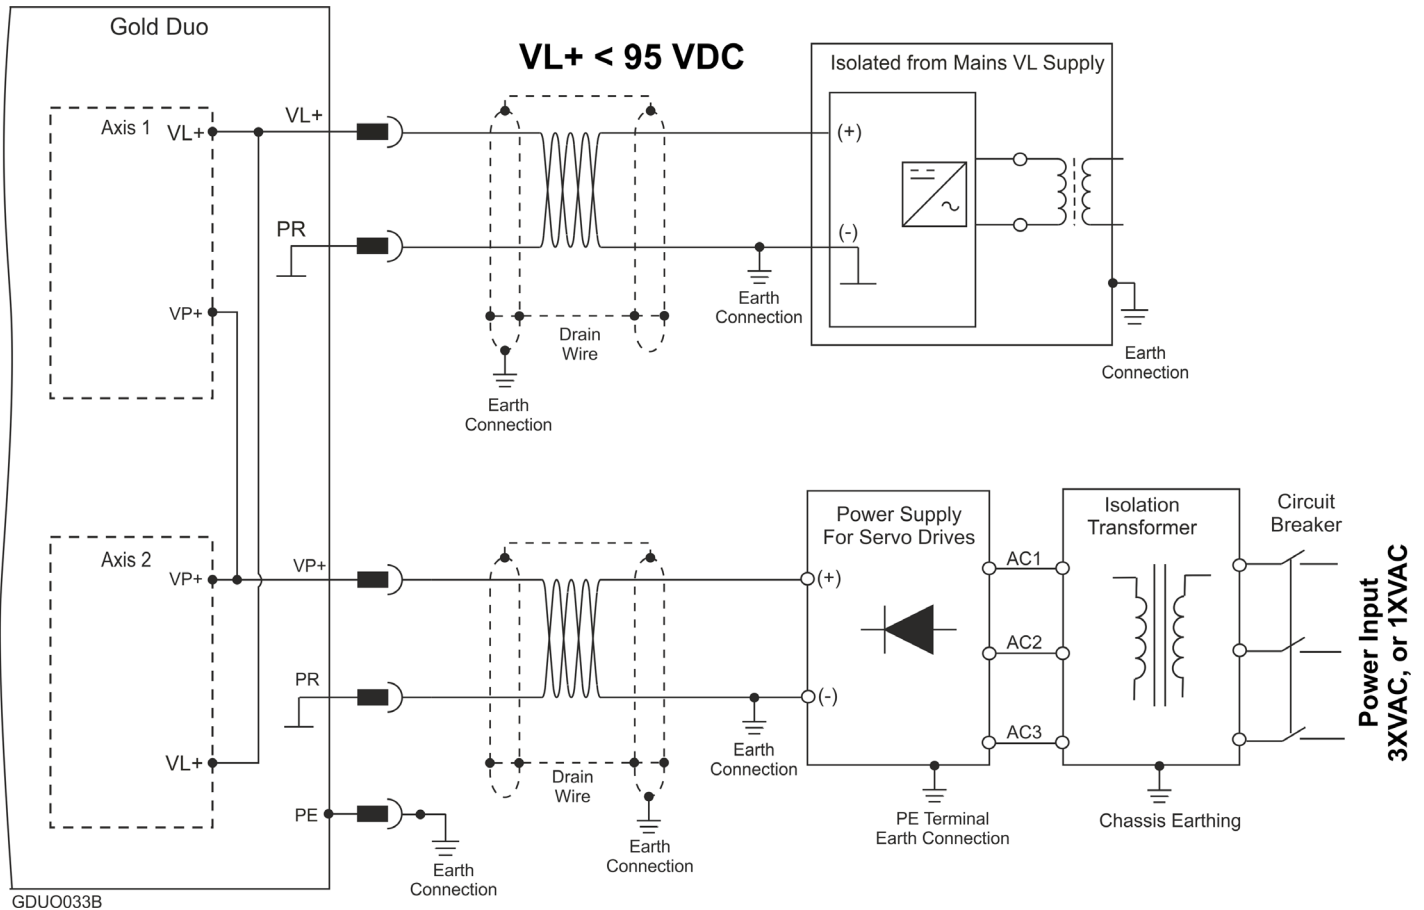 Gold Duo
VL+ < 95 VDC
Isolated from Mains VL Supply
Axis 1
VL+
VL+
(+)
PR
(-)
VP+
Earth
Connection
Drain
Wire
Earth
Connection
Earth
Connection
Axis 2
VP+
VP+
Power Supply
For Servo Drives
(+)
(-)
AC1
AC2
AC3
Isolation
Transformer
Circuit
Breaker
Power Input
3XVAC, or 1XVAC
PR
VL+
Earth
Connection
Drain
Wire
PE
Earth
Connection
Earth
Connection
PE Terminal
Earth Connection
Chassis Earthing
GDUO033B